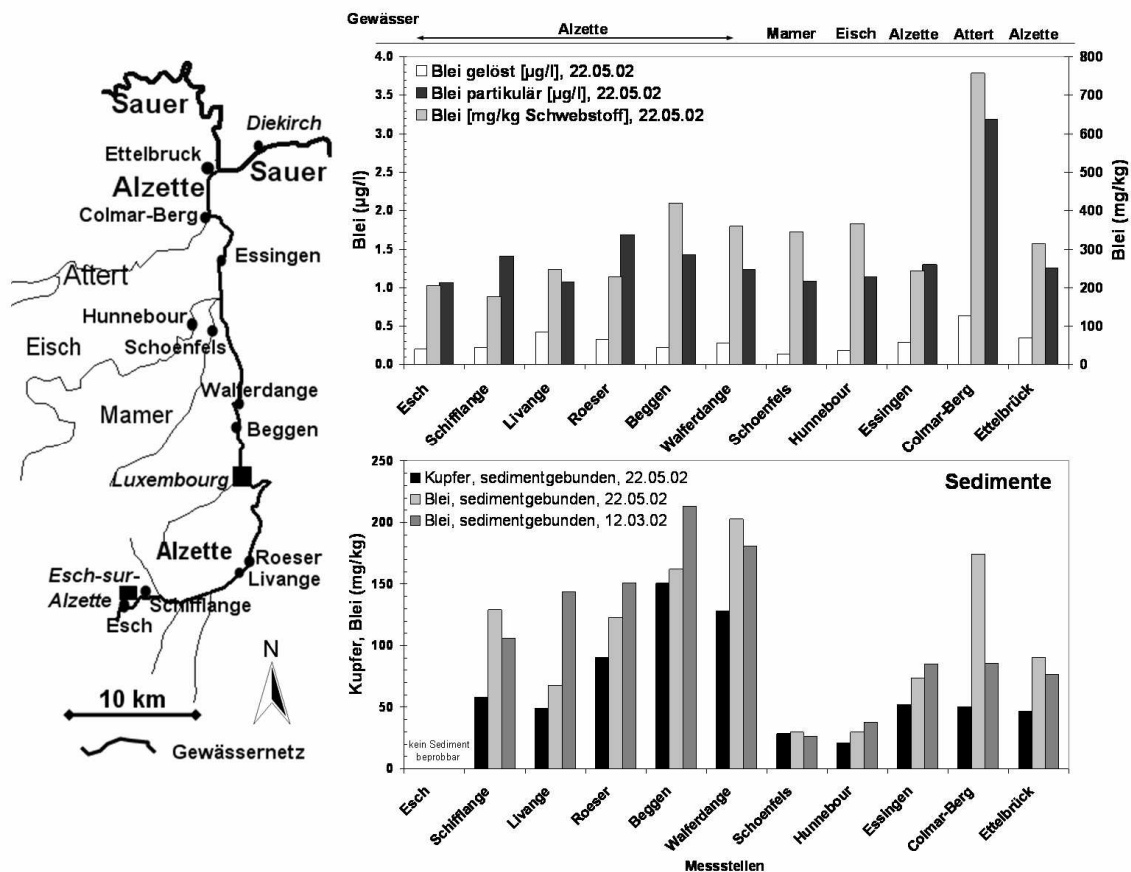 Sauer
Diekirch
Ettelbruck
Sauer
Alzette
Colmar-Berg
Essingen
Attert
Hunnebour
Eisch
Schoenfels
Walferdange
Mamer
Beggen
Luxembourg
Alzette
Roeser
Livange
Esch-sur-
Alzette
Schifflange
Esch
N
10 km
Gewässernetz
Gewässer
Alzette
Mamer
Eisch
Alzette
Attert
Alzette
Blei gelöst [µg/l], 22.05.02
Blei partikulär [µg/l], 22.05.02
Blei [mg/kg Schwebstoff], 22.05.02
Blei (µg/l)
4.0
3.5
3.0
2.5
2.0
1.5
1.0
0.5
0.0
Blei (mg/kg)
800
700
600
500
400
300
200
100
0
Esch
Schifflange
Livange
Roeser
Beggen
Walferdange
Schoenfels
Hunnebour
Essingen
Colmar-Berg
Ettelbrück
Kupfer, sedimentgebunden, 22.05.02
Blei, sedimentgebunden, 22.05.02
Blei, sedimentgebunden, 12.03.02
Sedimente
Kupfer, Blei (mg/kg)
250
200
150
100
50
0
kein Sediment
beprobbar
Esch
Schifflange
Livange
Roeser
Beggen
Walferdange
Schoenfels
Hunnebour
Essingen
Colmar-Berg
Ettelbrück
Messstellen